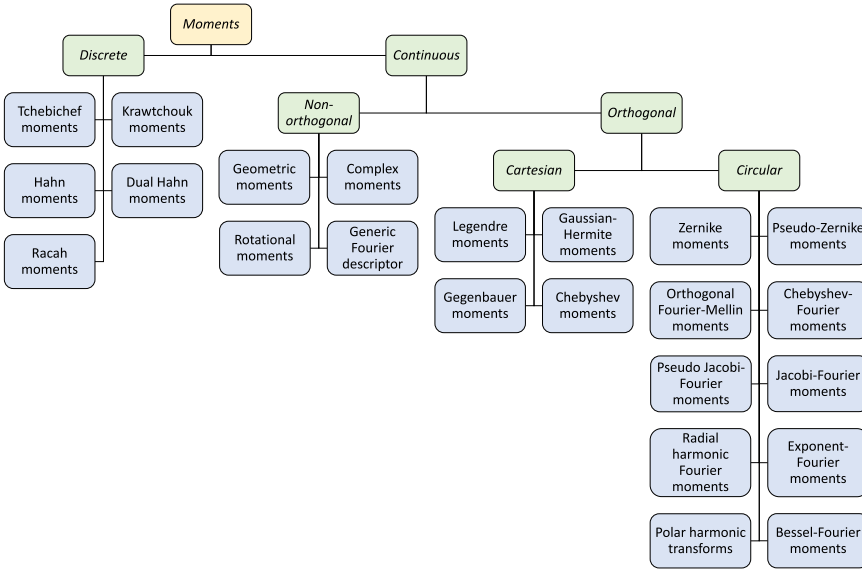 Moments
Discrete
Continuous
Non-
orthogonal
Orthogonal
Cartesian
Circular
Tchebichef
moments
Krawtchouk
moments
Hahn
moments
Dual Hahn
moments
Racah
moments
Geometric
moments
Complex
moments
Rotational
moments
Generic
Fourier
descriptor
Legendre
moments
Gaussian-
Hermite
moments
Gegenbauer
moments
Chebyshev
moments
Zernike
moments
Pseudo-Zernike
moments
Orthogonal
Fourier-Mellin
moments
Chebyshev-
Fourier
moments
Pseudo Jacobi-
Fourier
moments
Jacobi-Fourier
moments
Radial
harmonic
Fourier
moments
Exponent-
Fourier
moments
Polar harmonic
transforms
Bessel-Fourier
moments